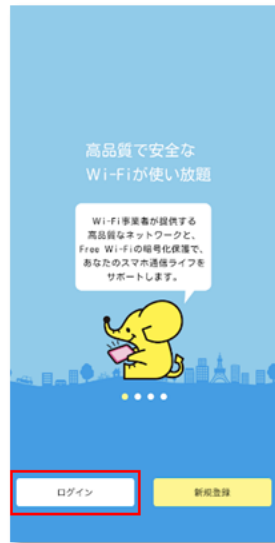 高品質で安全な
Wi-Fiが使い放題
Wi-Fi事業者が提供する
高品質なネットワークと、
Free Wi-Fiの暗号化保護で、
あなたのスマホ通信ライフを
サポートします。
ログイン
新規登録